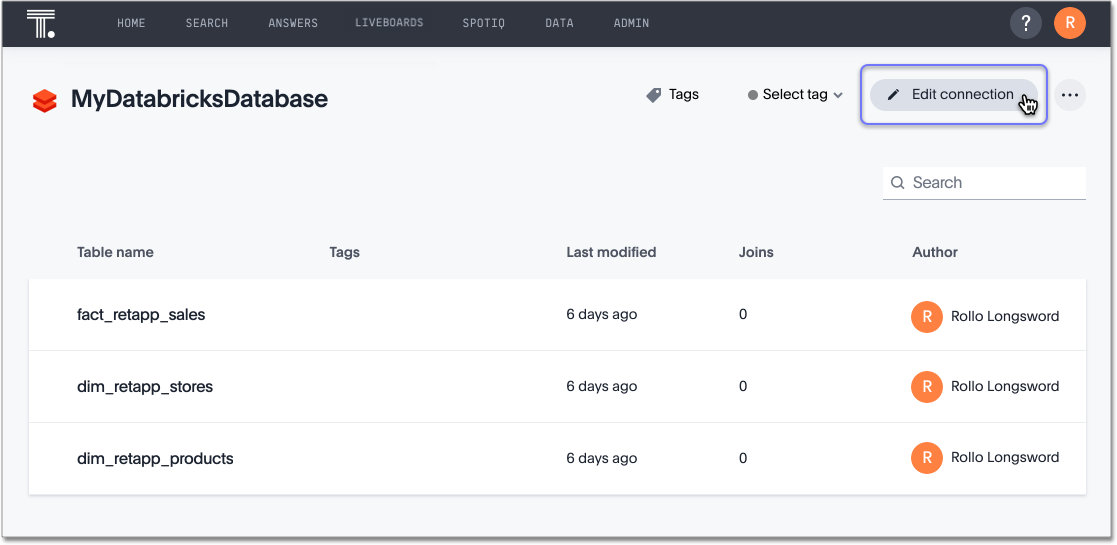 T. HOME SEARCH ANSWERS LIVEBOARDS SPOTIQ DATA ADMIN ? R
MyDatabricksDatabase Tags Select tag Edit connection ...
Search
Table name Tags Last modified Joins Author
fact_retapp_sales 6 days ago 0 R Rollo Longsword
dim_retapp_stores 6 days ago 0 R Rollo Longsword
dim_retapp_products 6 days ago 0 R Rollo Longsword